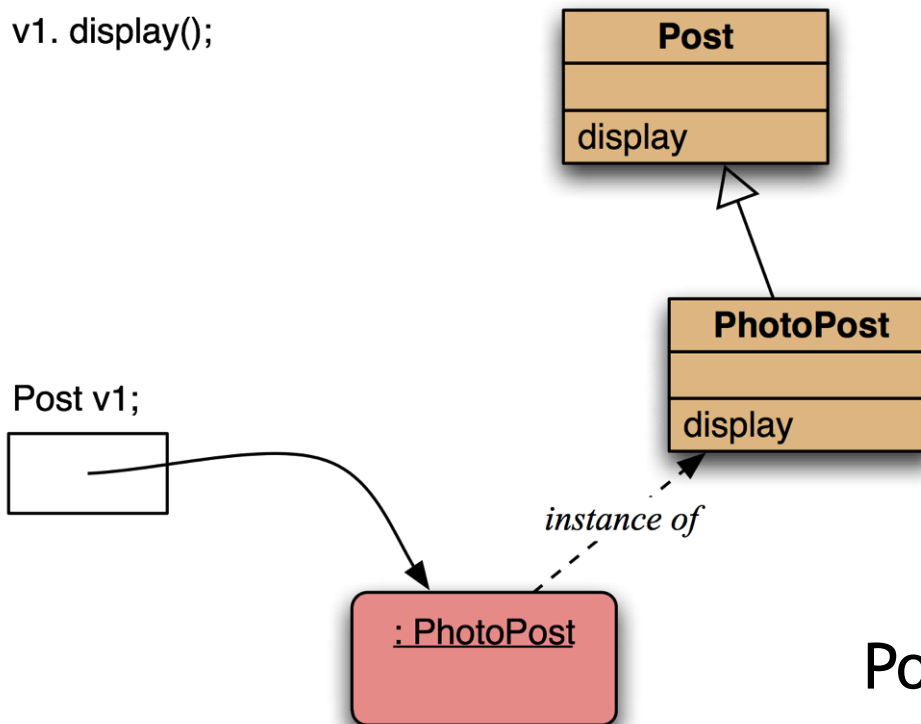 v1. display();
Post
display
PhotoPost
display
Post v1;
instance of
: PhotoPost